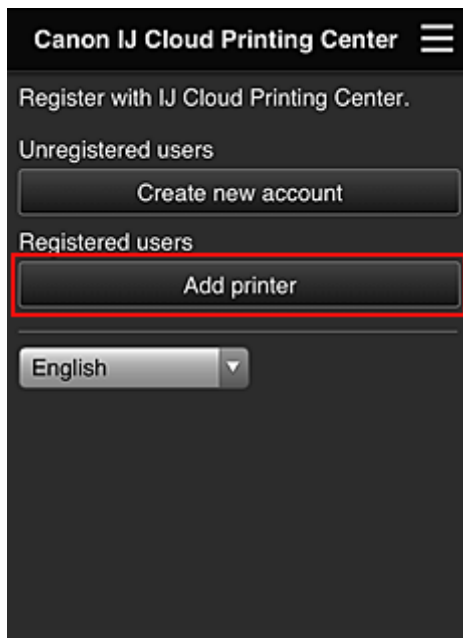 Canon IJ Cloud Printing Center
Register with IJ Cloud Printing Center.
Unregistered users
Create new account
Registered users
Add printer
English